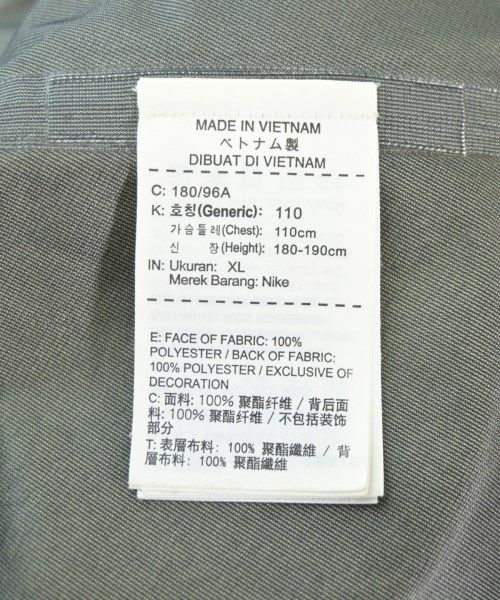 MADE IN VIETNAM
ベトナム製
DIBUAT DI VIETNAM
C: 180/96A
K: 호칭(Generic): 110
가슴둘레(Chest): 110cm
신 장(Height): 180-190cm
IN: Ukuran: XL
Merek Barang: Nike
E: FACE OF FABRIC: 100%
POLYESTER / BACK OF FABRIC:
100% POLYESTER / EXCLUSIVE OF
DECORATION
C: 面料: 100% 聚酯纤维 / 背后面
料: 100% 聚酯纤维 / 不包括装饰
部分
T: 表層布料: 100% 聚酯纖維 / 背
層布料: 100% 聚酯纖維